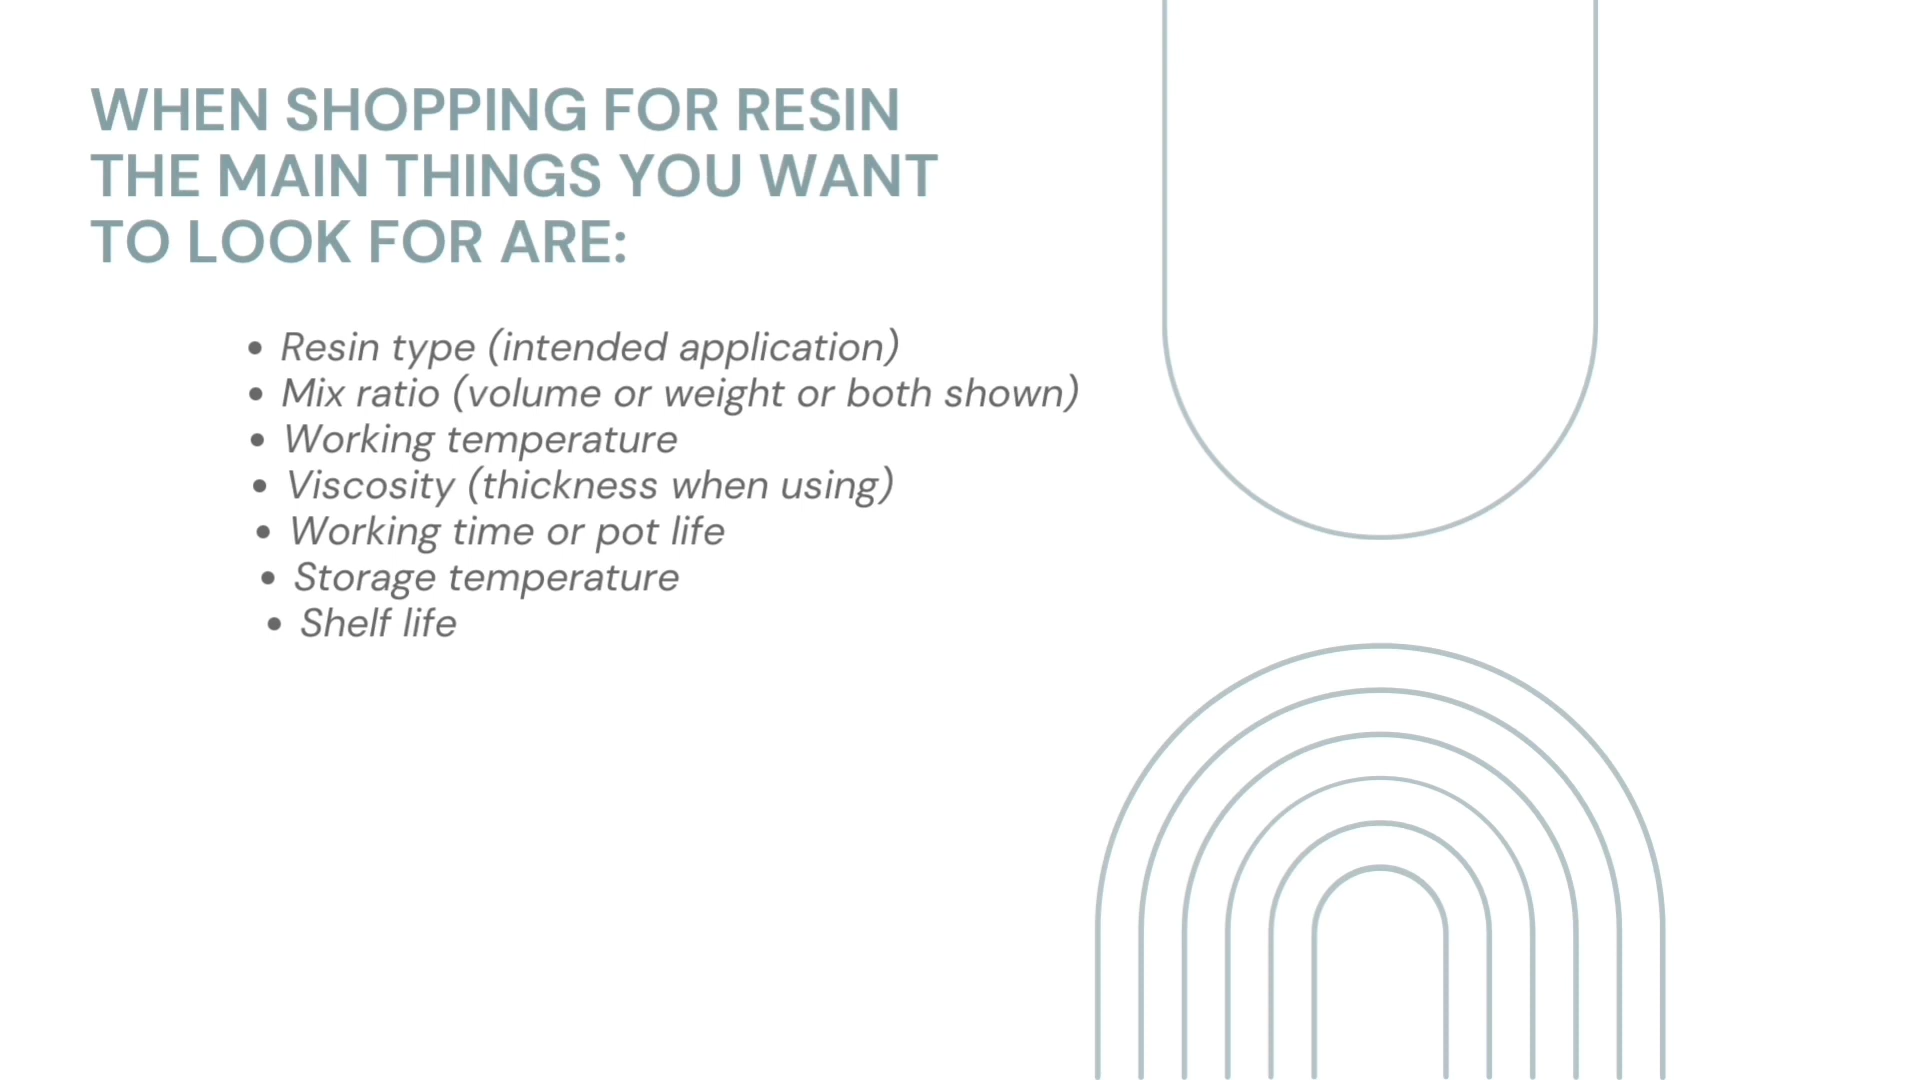 WHEN SHOPPING FOR RESIN
THE MAIN THINGS YOU WANT
TO LOOK FOR ARE:
• Resin type (intended application)
• Mix ratio (volume or weight or both shown)
• Working temperature
• Viscosity (thickness when using)
• Working time or pot life
• Storage temperature
• Shelf life